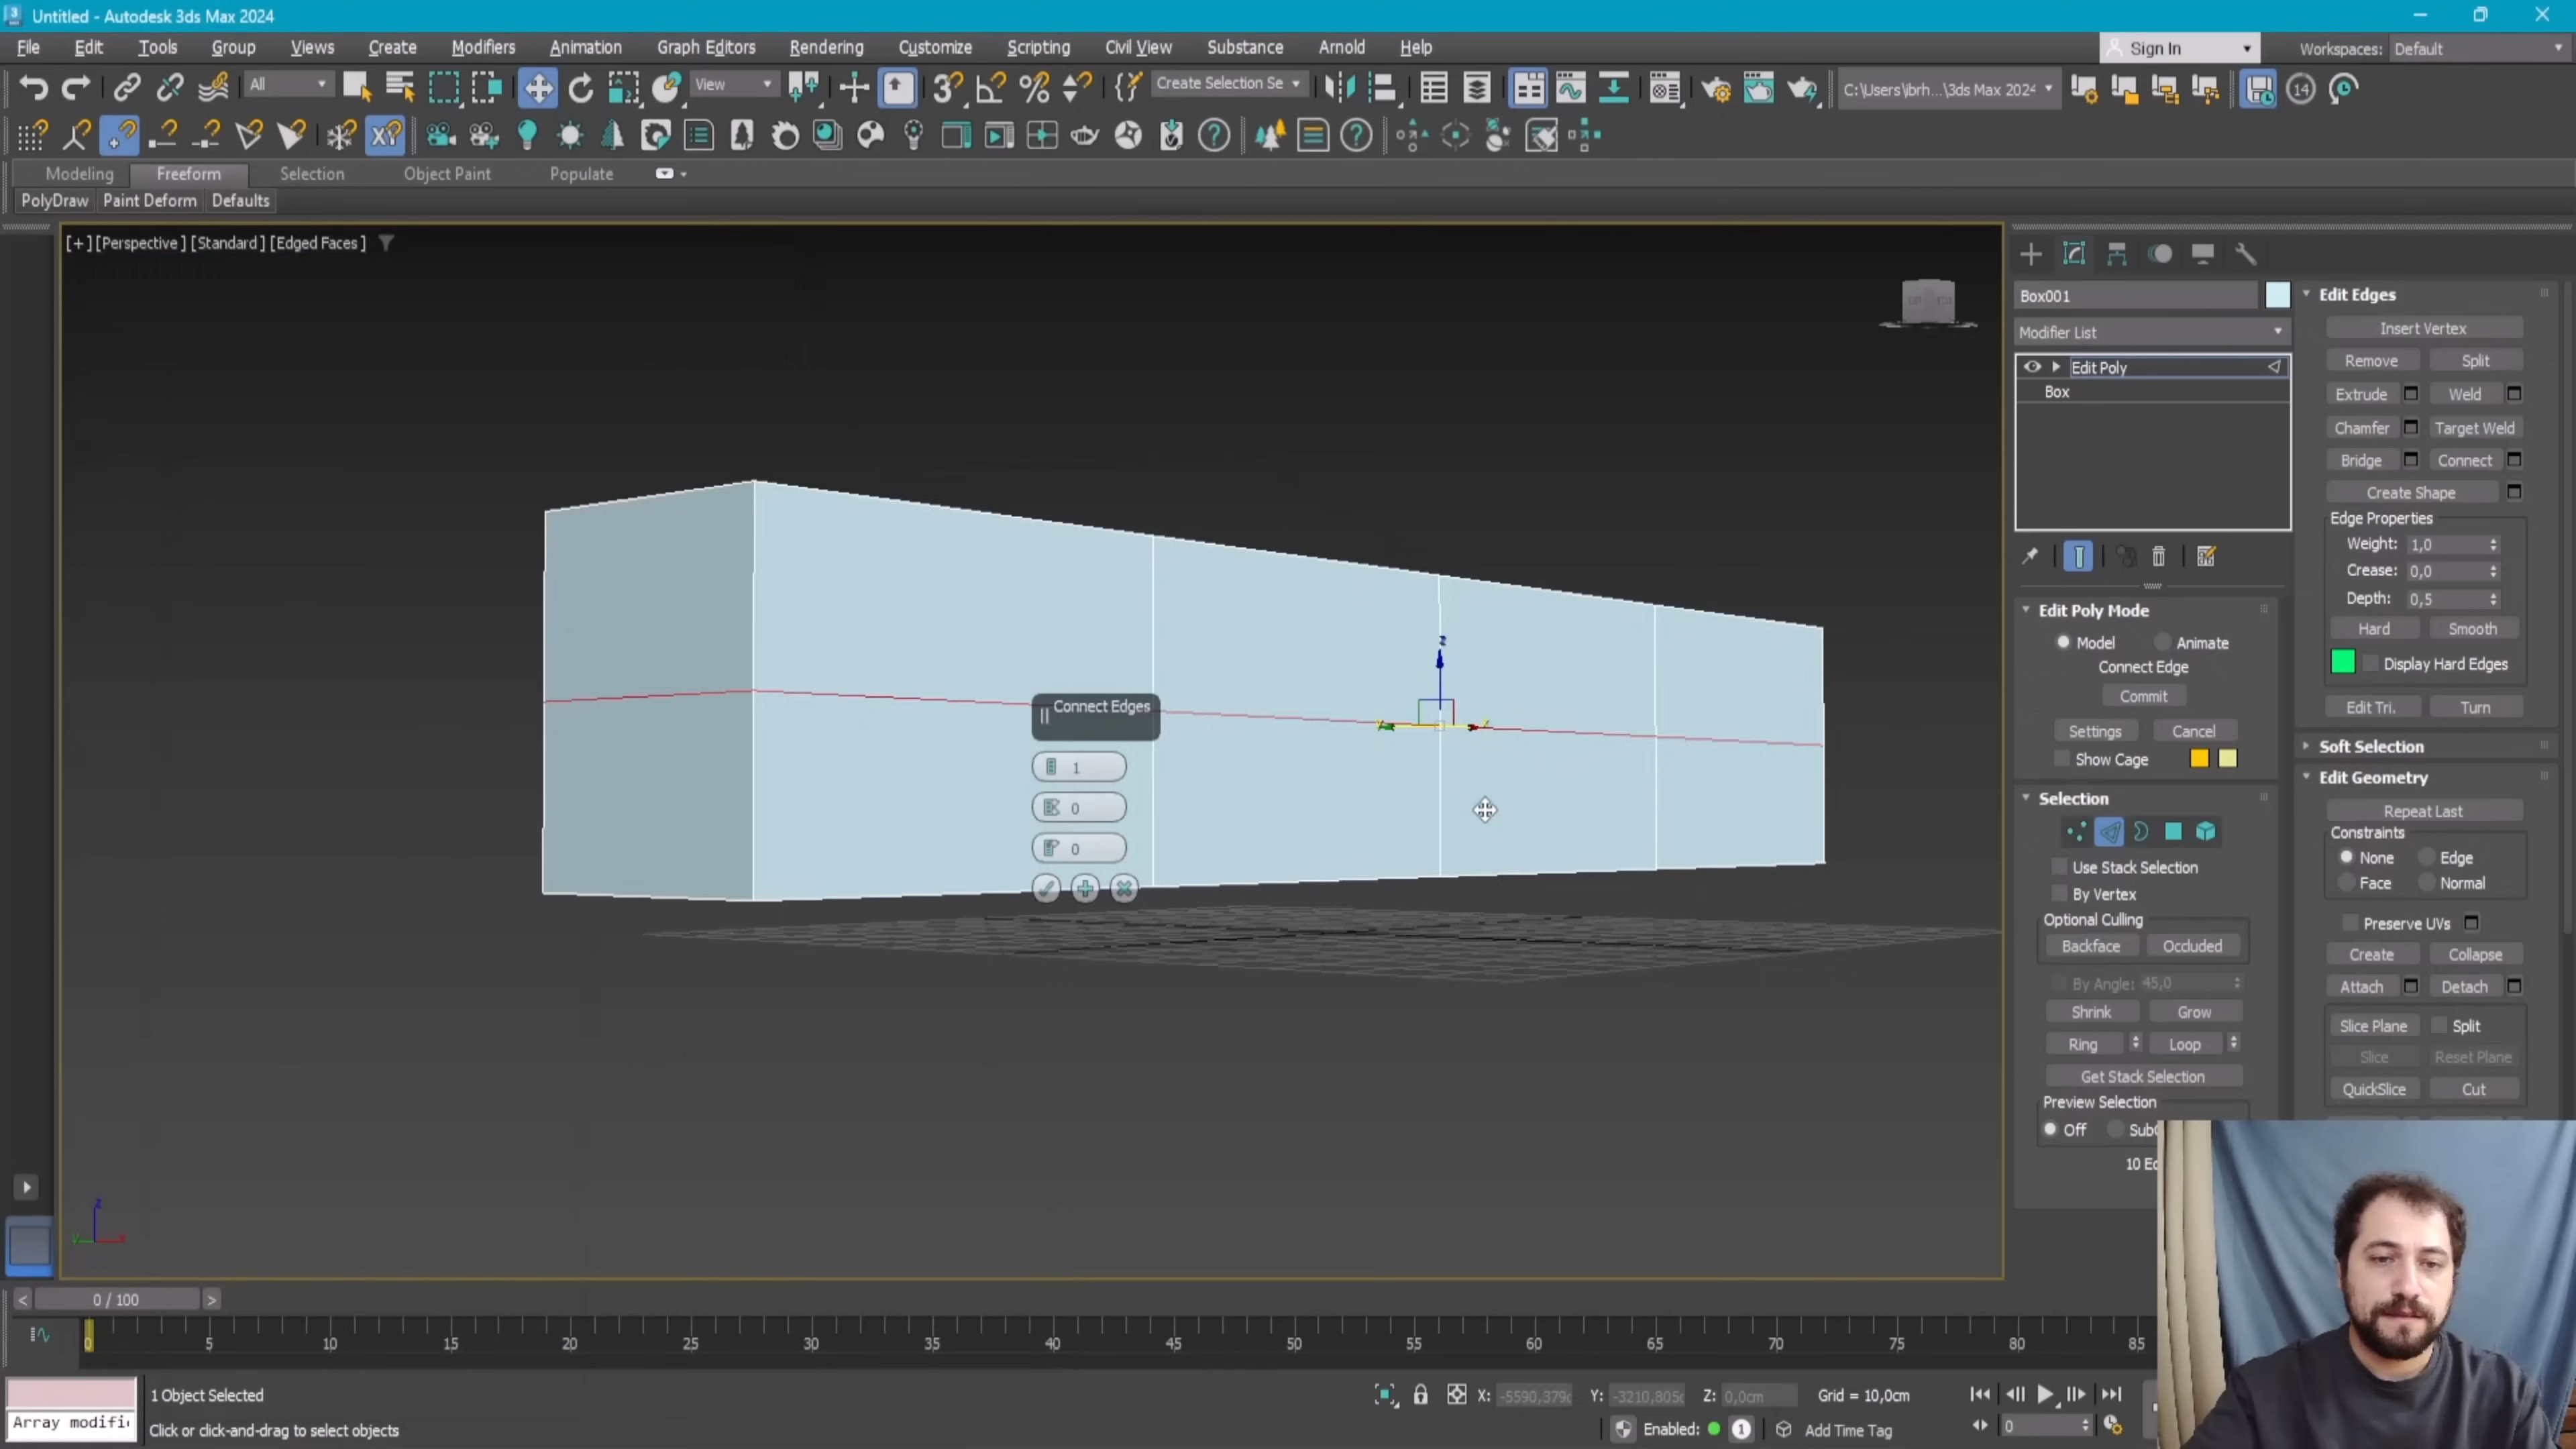 Untitled - Autodesk 3ds Max 2024
File Edit Tools Group Views Create Modifiers Animation Graph Editors Rendering Customize Scripting Civil View Substance Arnold Help
Sign In Workspaces: Default
All View Create Selection Se C:\Users\brh...\3ds Max 2024 14
Modeling Freeform Selection Object Paint Populate
PolyDraw Paint Deform Defaults
[+] [Perspective] [Standard] [Edged Faces]
Box001
Modifier List
Edit Poly
Box
Edit Poly Mode
Model Animate
Connect Edge
Commit
Settings Cancel
Show Cage
Selection
Use Stack Selection
By Vertex
Optional Culling
Backface Occluded
By Angle: 45,0
Shrink Grow
Ring Loop
Get Stack Selection
Preview Selection
Off
Edit Edges
Insert Vertex
Remove Split
Extrude Weld
Chamfer Target Weld
Bridge Connect
Create Shape
Edge Properties
Weight: 1,0
Crease: 0,0
Depth: 0,5
Hard Smooth
Display Hard Edges
Edit Tri. Turn
Soft Selection
Edit Geometry
Repeat Last
Constraints
None Edge
Face Normal
Preserve UVs
Create Collapse
Attach Detach
Slice Plane Split
Slice Reset Plane
QuickSlice Cut
Connect Edges
1
0
0
z
0 / 100
0 5 10 15 20 25 30 35 40 45 50 55 60 65 70 75 80 85
1 Object Selected
Click or click-and-drag to select objects
Array modifi
X: -5590,379 Y: -3210,805 Z: 0,0cm Grid = 10,0cm
Enabled: 1 Add Time Tag
0